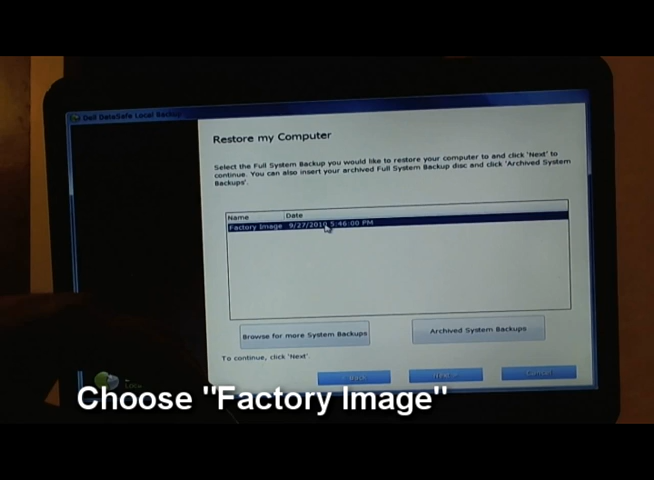 Dell DataSafe Local Backup
Restore my Computer
Select the Full System Backup you would like to restore your computer to and click 'Next' to
continue. You can also insert your archived Full System Backup disc and click 'Archived System
Backups'.
Name Date
Factory Image 9/27/2010 5:46:00 PM
Browse for more System Backups
Archived System Backups
To continue, click 'Next'
< Back Next > Cancel
Choose "Factory Image"